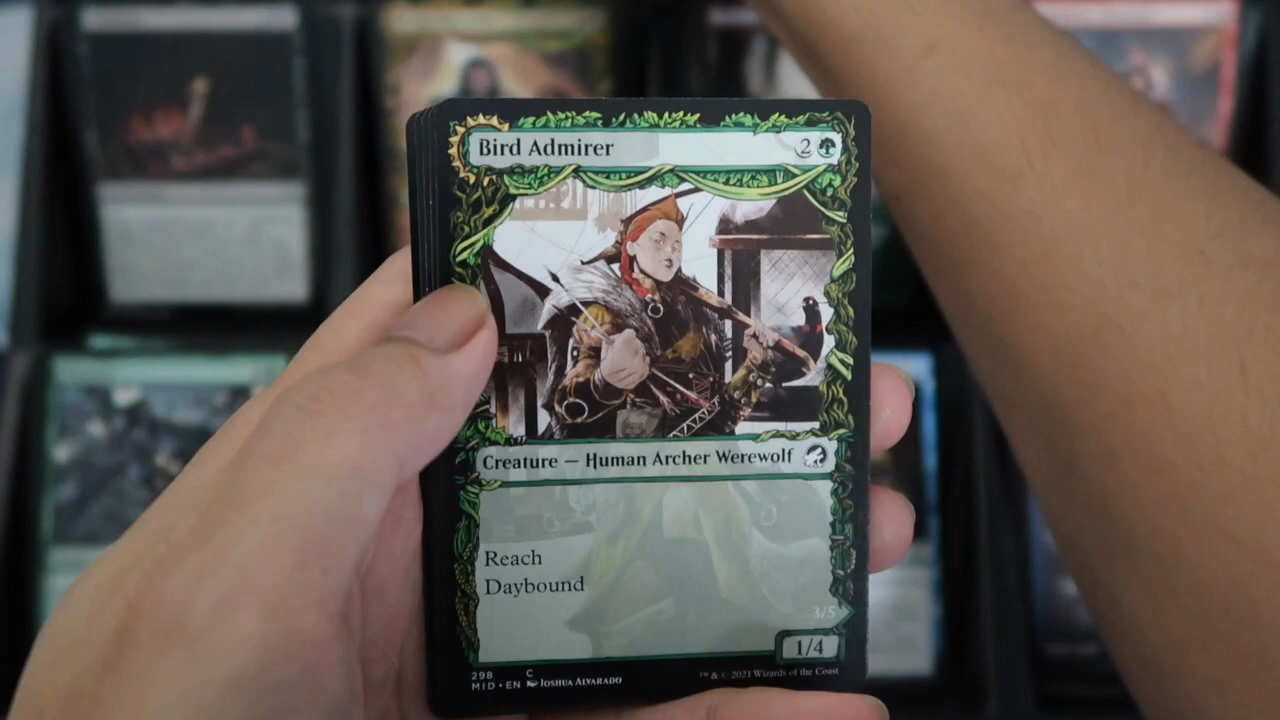 Bird Admirer 2
Creature — Human Archer Werewolf
Reach
Daybound
3/5
1/4
298 C
MID • EN Joshua Alvarado
™ & © 2021 Wizards of the Coast